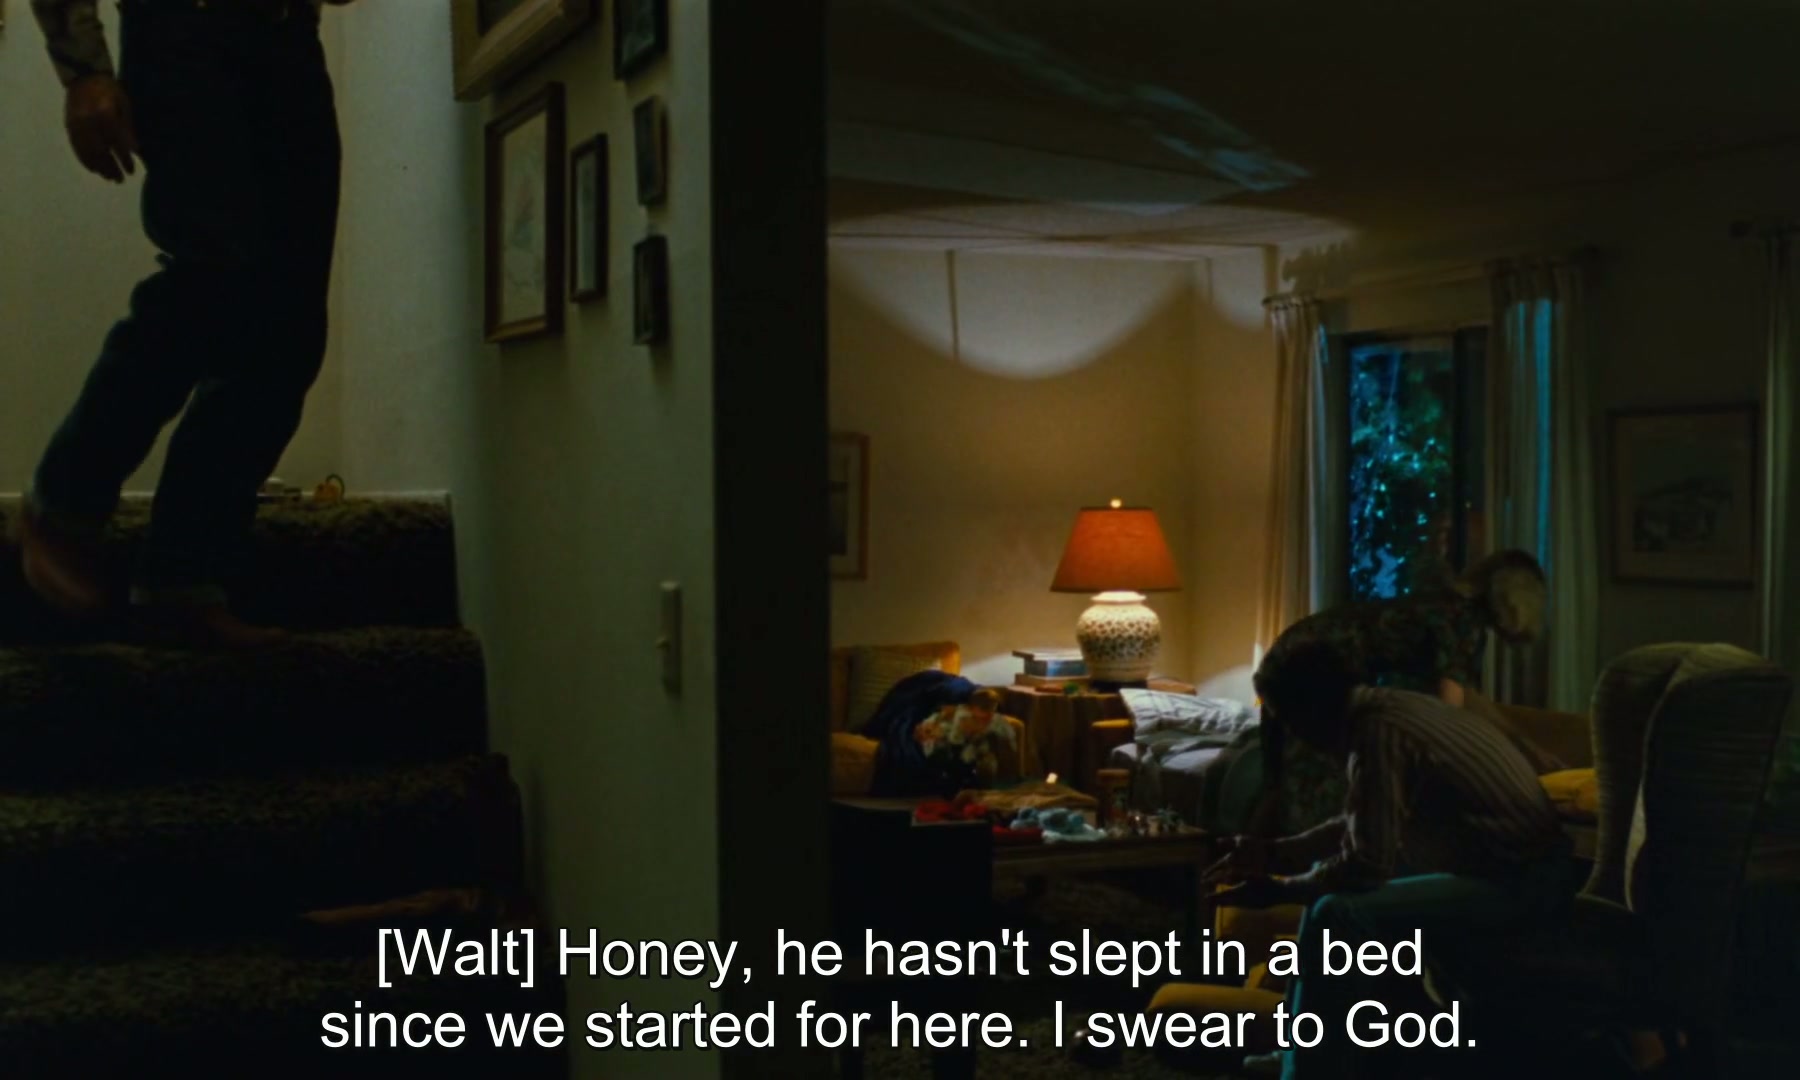 [Walt] Honey, he hasn't slept in a bed
since we started for here. I swear to God.